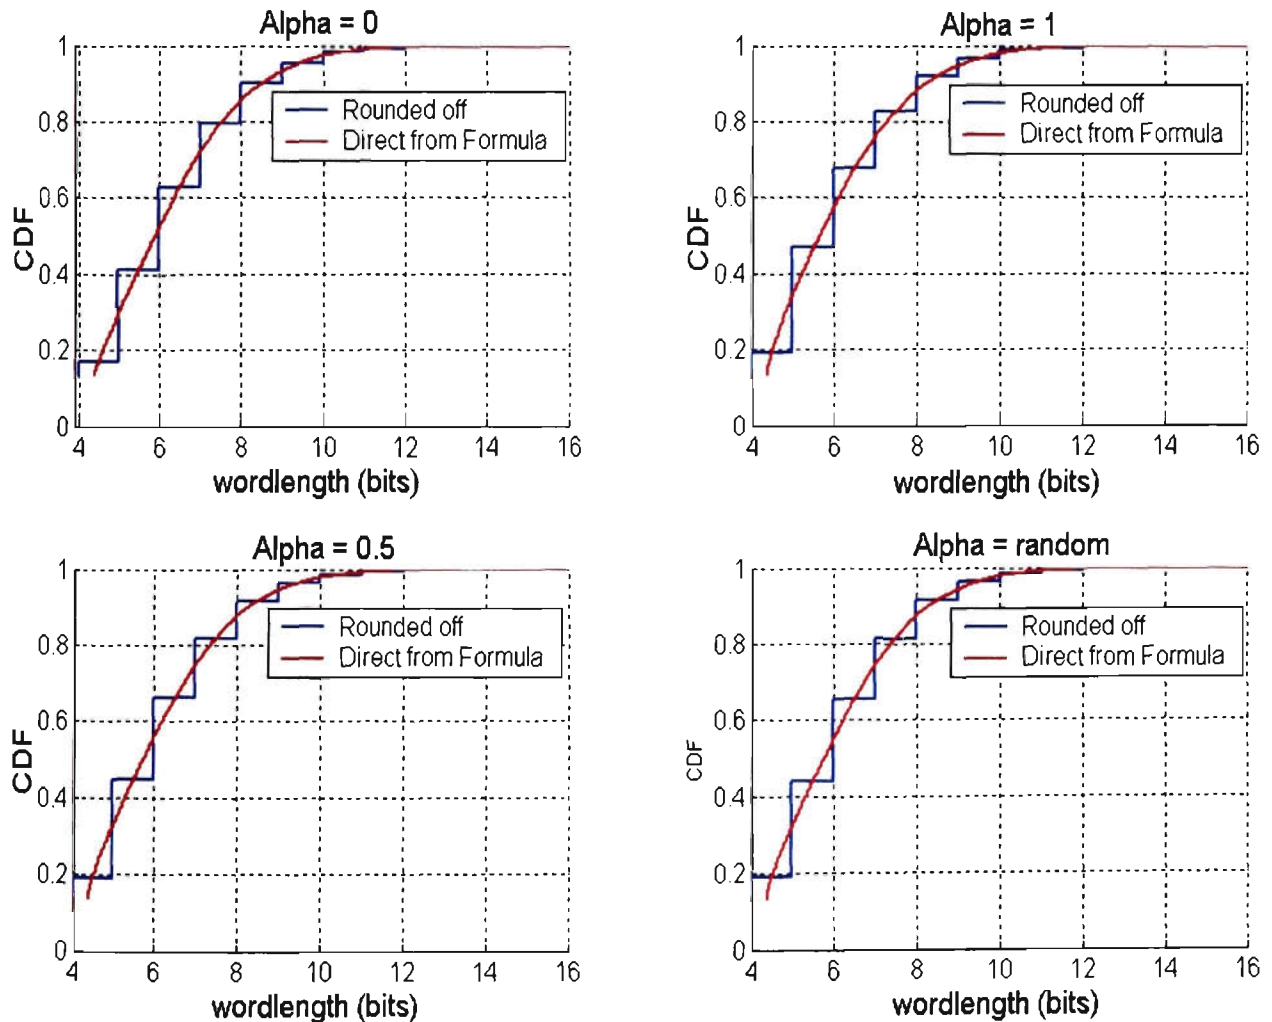 Alpha = 0
1
0.8
0.6
0.4
0.2
0
CDF
Rounded off
Direct from Formula
4 6 8 10 12 14 16
wordlength (bits)
Alpha = 1
1
0.8
0.6
0.4
0.2
0
CDF
Rounded off
Direct from Formula
4 6 8 10 12 14 16
wordlength (bits)
Alpha = 0.5
1
0.8
0.6
0.4
0.2
0
CDF
Rounded off
Direct from Formula
4 6 8 10 12 14 16
wordlength (bits)
Alpha = random
1
0.8
0.6
0.4
0.2
0
CDF
Rounded off
Direct from Formula
4 6 8 10 12 14 16
wordlength (bits)